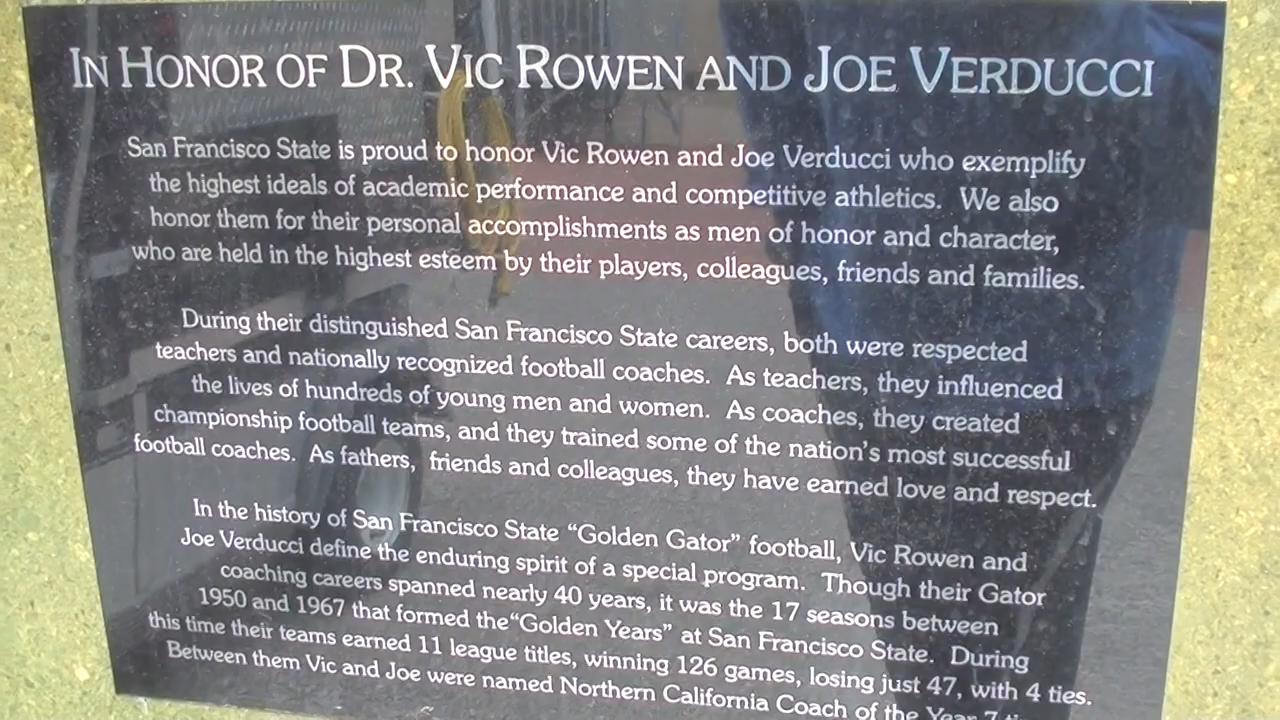 IN HONOR OF DR. VIC ROWEN AND JOE VERDUCCI
San Francisco State is proud to honor Vic Rowen and Joe Verducci who exemplify
the highest ideals of academic performance and competitive athletics. We also
honor them for their personal accomplishments as men of honor and character,
who are held in the highest esteem by their players, colleagues, friends and families.
During their distinguished San Francisco State careers, both were respected
teachers and nationally recognized football coaches. As teachers, they influenced
the lives of hundreds of young men and women. As coaches, they created
championship football teams, and they trained some of the nation's most successful
football coaches. As fathers, friends and colleagues, they have earned love and respect.
In the history of San Francisco State "Golden Gator" football, Vic Rowen and
Joe Verducci define the enduring spirit of a special program. Though their Gator
coaching careers spanned nearly 40 years, it was the 17 seasons between
1950 and 1967 that formed the "Golden Years" at San Francisco State. During
this time their teams earned 11 league titles, winning 126 games, losing just 47, with 4 ties.
Between them Vic and Joe were named Northern California Coach of the Year 7